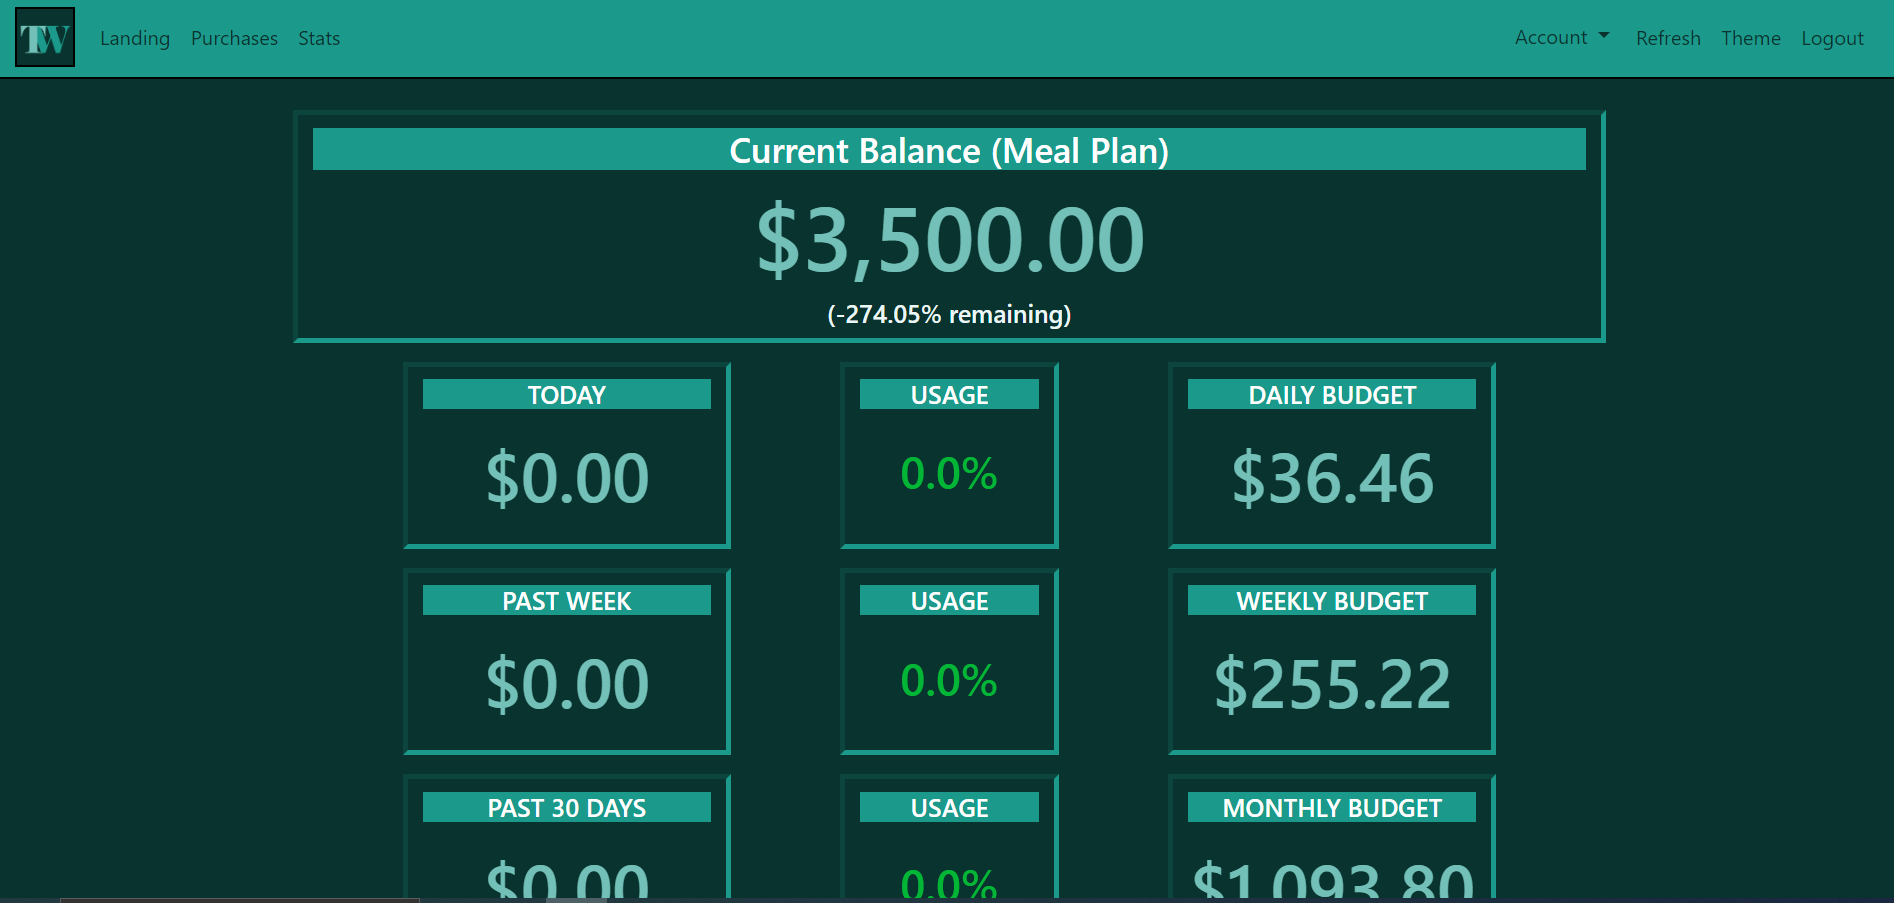 TW
Landing Purchases Stats Account Refresh Theme Logout
Current Balance (Meal Plan)
$3,500.00
(-274.05% remaining)
TODAY USAGE DAILY BUDGET
$0.00 0.0% $36.46
PAST WEEK USAGE WEEKLY BUDGET
$0.00 0.0% $255.22
PAST 30 DAYS USAGE MONTHLY BUDGET
$0.00 0.0% $1,093.80